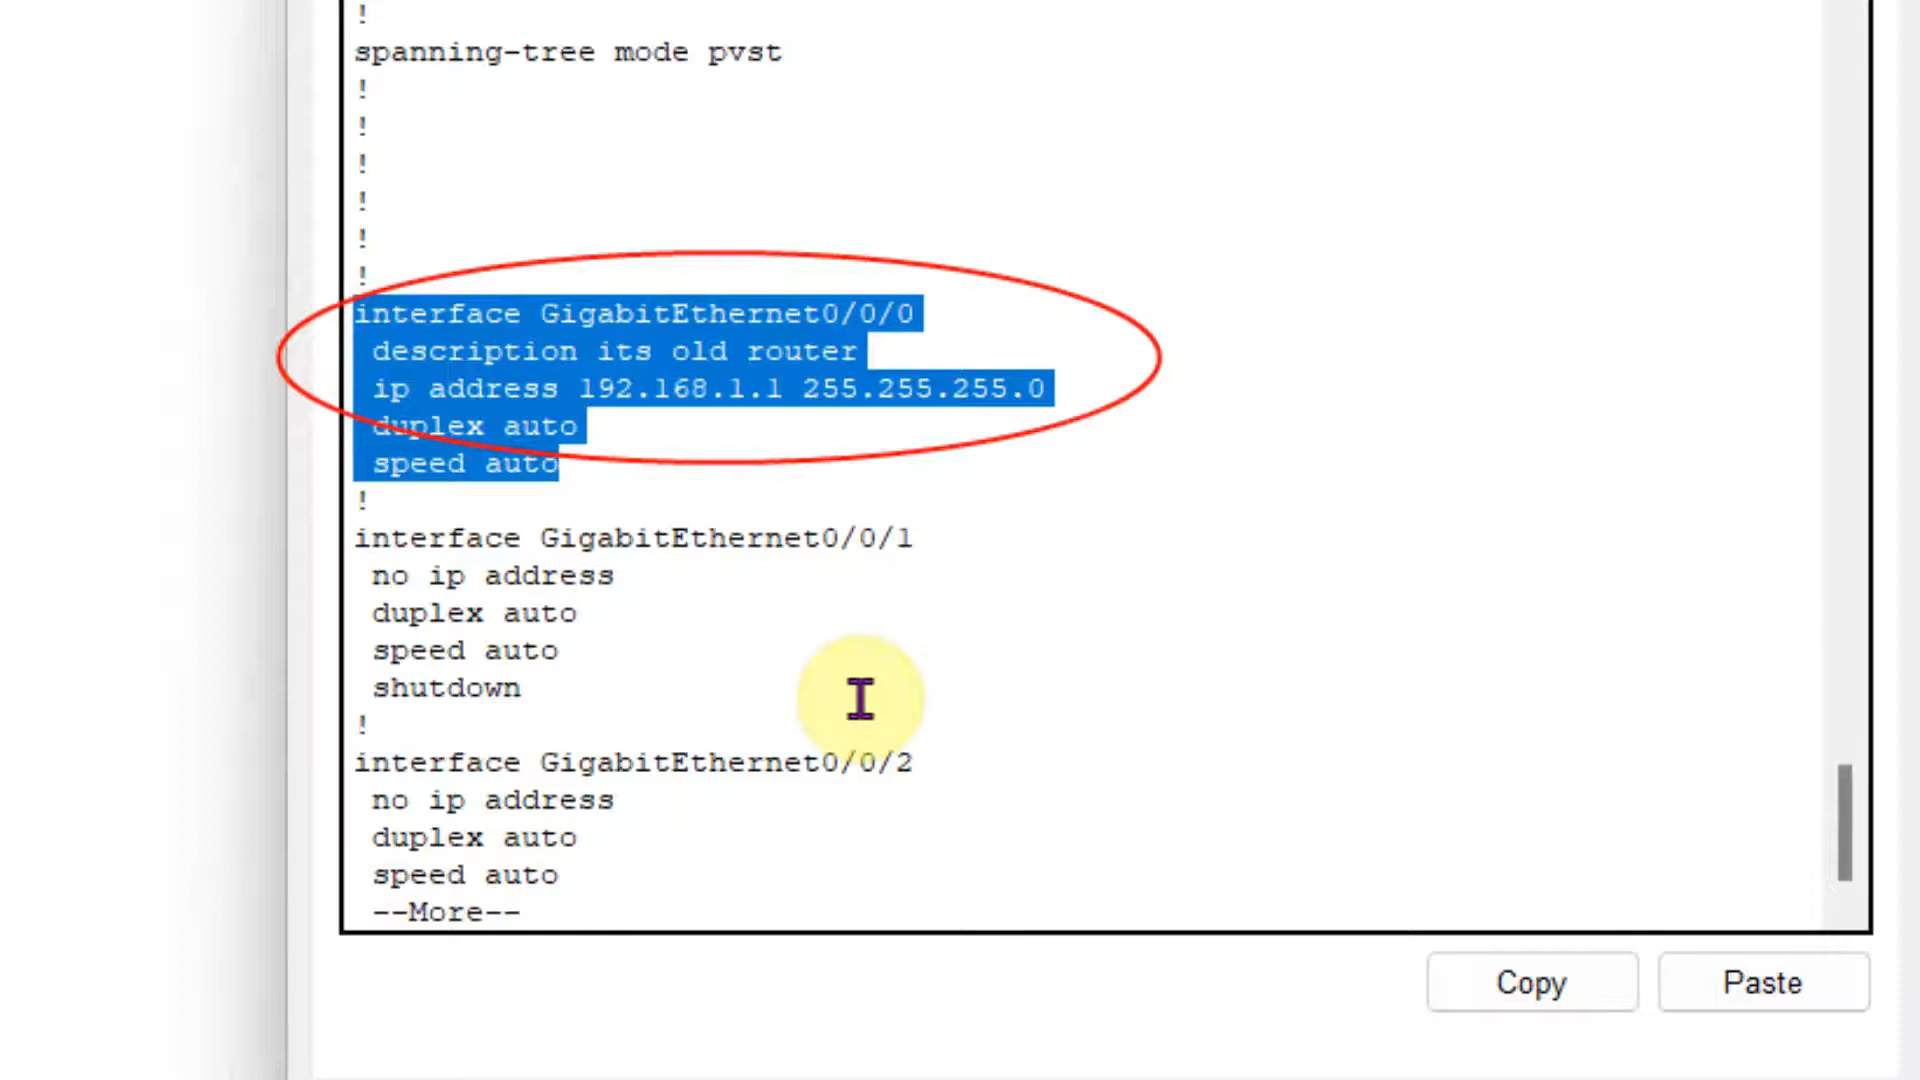 !
spanning-tree mode pvst
!
!
!
!
!
!
interface GigabitEthernet0/0/0
description its old router
ip address 192.168.1.1 255.255.255.0
duplex auto
speed auto
!
interface GigabitEthernet0/0/1
no ip address
duplex auto
speed auto
shutdown
!
interface GigabitEthernet0/0/2
no ip address
duplex auto
speed auto
--More--
Copy
Paste